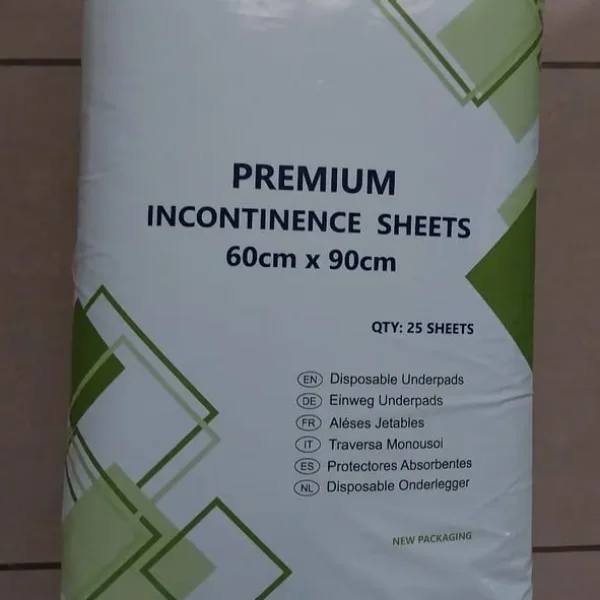 PREMIUM
INCONTINENCE SHEETS
60cm x 90cm
QTY: 25 SHEETS
EN Disposable Underpads
DE Einweg Underpads
FR Aléses Jetables
IT Traversa Monousoi
ES Protectores Absorbentes
NL Disposable Onderlegger
NEW PACKAGING